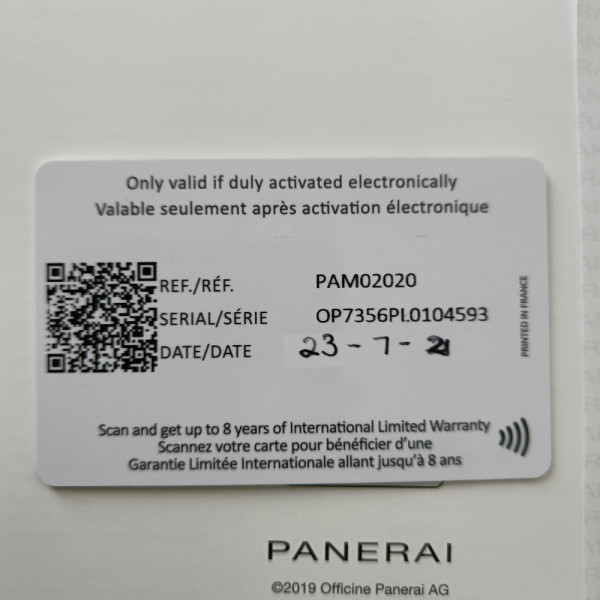 Only valid if duly activated electronically
Valable seulement après activation électronique
REF./RÉF. PAM02020
SERIAL/SÉRIE OP7356PL0104593
DATE/DATE 23-7-21
PRINTED IN FRANCE
Scan and get up to 8 years of International Limited Warranty
Scannez votre carte pour bénéficier d'une
Garantie Limitée Internationale allant jusqu'à 8 ans
PANERAI
©2019 Officine Panerai AG